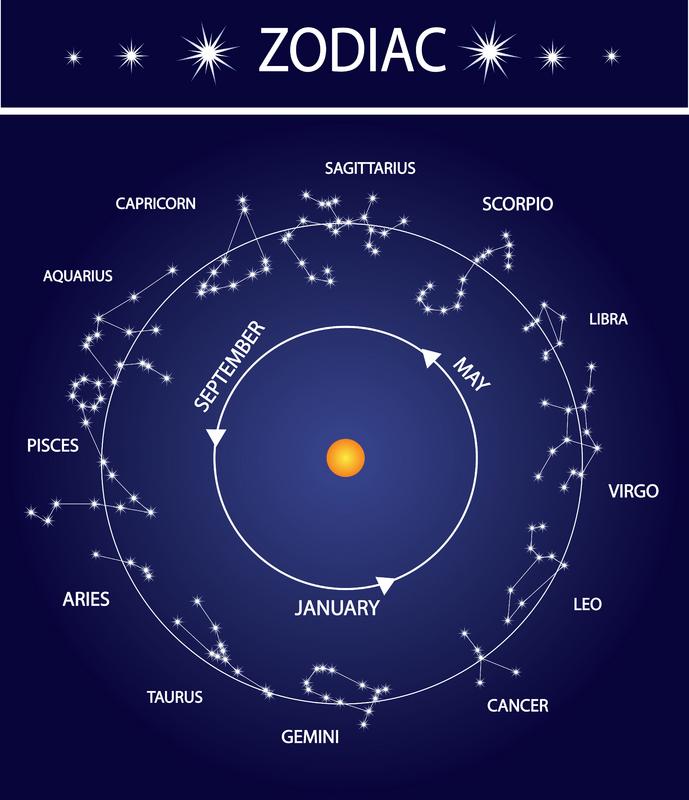 ZODIAC
SAGITTARIUS
CAPRICORN
SCORPIO
AQUARIUS
LIBRA
SEPTEMBER
MAY
PISCES
VIRGO
ARIES
JANUARY
LEO
TAURUS
CANCER
GEMINI